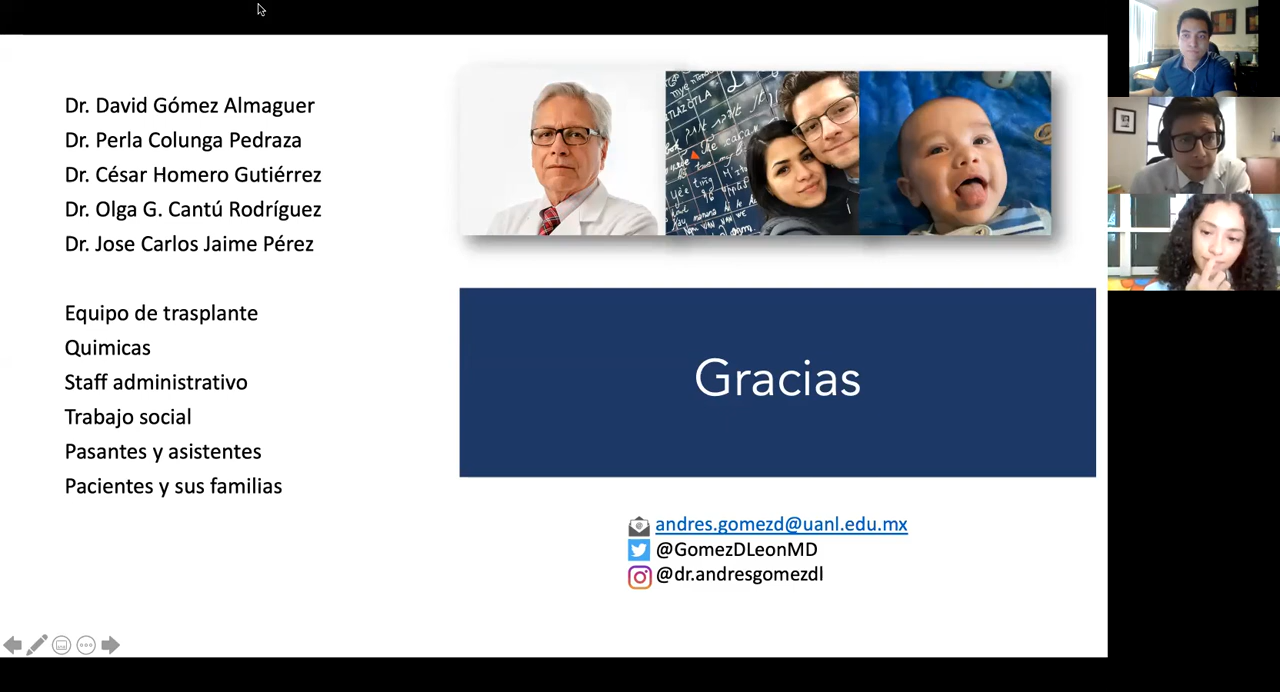 Dr. David Gómez Almaguer
Dr. Perla Colunga Pedraza
Dr. César Homero Gutiérrez
Dr. Olga G. Cantú Rodríguez
Dr. Jose Carlos Jaime Pérez
Equipo de trasplante
Quimicas
Staff administrativo
Trabajo social
Pasantes y asistentes
Pacientes y sus familias
Gracias
andres.gomezd@uanl.edu.mx
@GomezDLeonMD
@dr.andresgomezdl